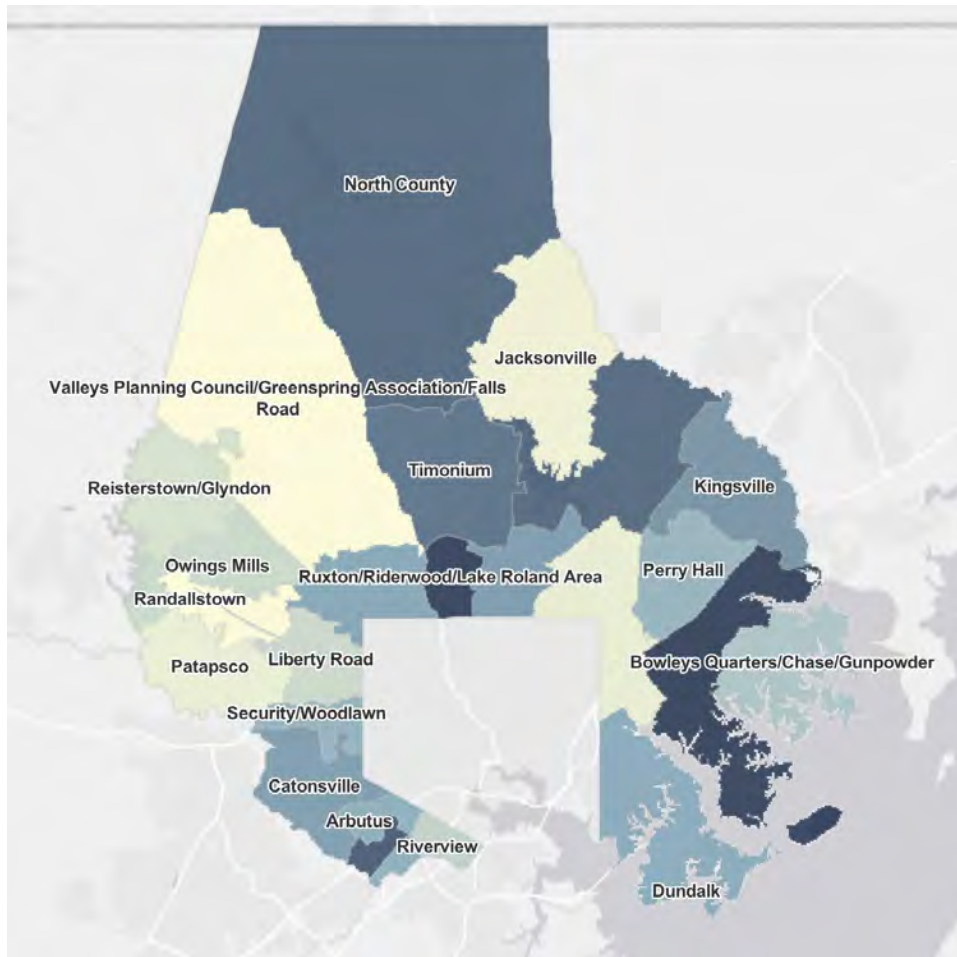 North County
Jacksonville
Valleys Planning Council/Greenspring Association/Falls
Road
Timonium
Kingsville
Reisterstown/Glyndon
Owings Mills
Ruxton/Riderwood/Lake Roland Area
Perry Hall
Randallstown
Liberty Road
Patapsco
Bowleys Quarters/Chase/Gunpowder
Security/Woodlawn
Catonsville
Arbutus
Riverview
Dundalk